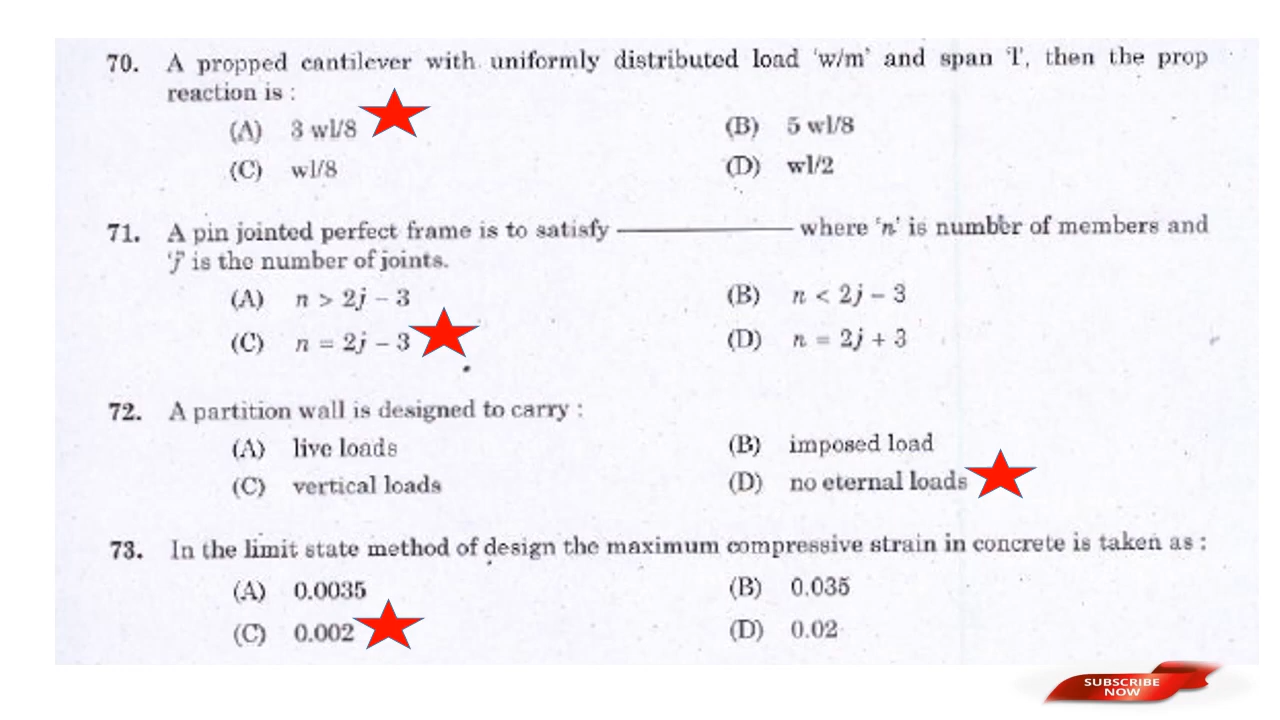 70. A propped cantilever with uniformly distributed load 'w/m' and span 'l', then the prop
reaction is :
(A) 3 wl/8 (B) 5 wl/8
(C) wl/8 (D) wl/2
71. A pin jointed perfect frame is to satisfy ———————— where 'n' is number of members and
'j' is the number of joints.
(A) n > 2j – 3 (B) n < 2j – 3
(C) n = 2j – 3 (D) n = 2j + 3
72. A partition wall is designed to carry :
(A) live loads (B) imposed load
(C) vertical loads (D) no eternal loads
73. In the limit state method of design the maximum compressive strain in concrete is taken as :
(A) 0.0035 (B) 0.035
(C) 0.002 (D) 0.02
SUBSCRIBE
NOW